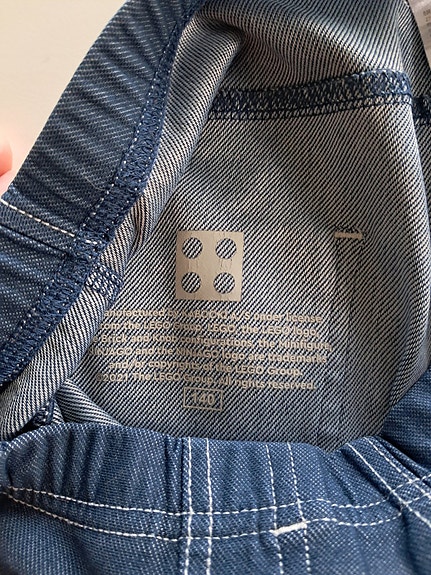 Manufactured by KABOOKI A/S under license
from the LEGO Group. LEGO, the LEGO logo,
Brick and Knob configurations, the Minifigure,
NINJAGO and the NINJAGO logo are trademarks
and/or copyrights of the LEGO Group.
©2021 The LEGO Group. All rights reserved.
140